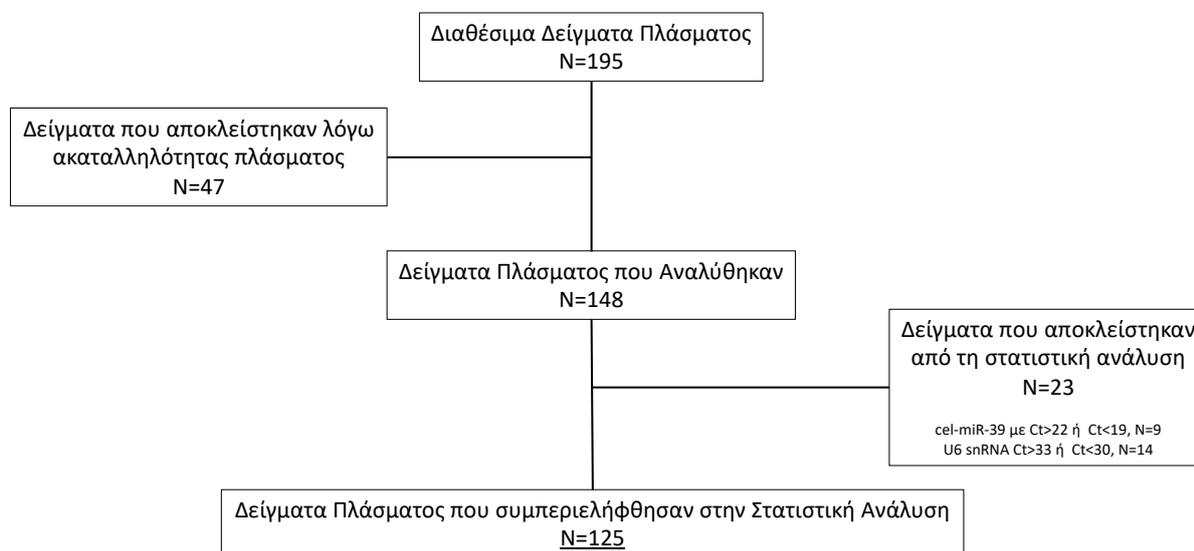 Διαθέσιμα Δείγματα Πλάσματος
N=195
Δείγματα που αποκλείστηκαν λόγω
ακαταλληλότητας πλάσματος
N=47
Δείγματα Πλάσματος που Αναλύθηκαν
N=148
Δείγματα που αποκλείστηκαν
από τη στατιστική ανάλυση
N=23
cel-miR-39 με Ct>22 ή Ct<19, N=9
U6 snRNA Ct>33 ή Ct<30, N=14
Δείγματα Πλάσματος που συμπεριελήφθησαν στην Στατιστική Ανάλυση
N=125